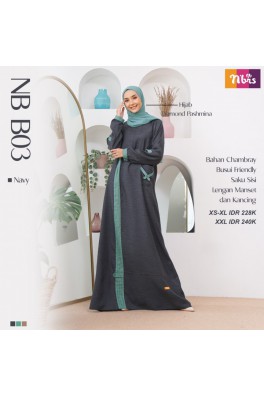 Nbrs
NB B03
Navy
Hijab
Diamond Pashmina
Bahan Chambray
Busui Friendly
Saku Sisi
Lengan Manset
dan Kancing
XS-XL IDR 228K
XXL IDR 240K